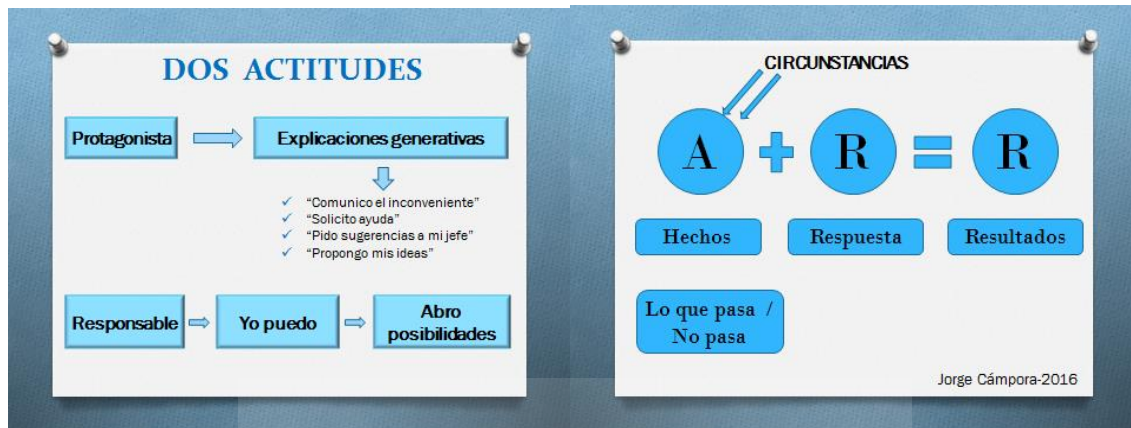 DOS ACTITUDES
Protagonista
Explicaciones generativas
✓ “Comunico el inconveniente”
✓ “Solicito ayuda”
✓ “Pido sugerencias a mi jefe”
✓ “Propongo mis ideas”
Responsable
Yo puedo
Abro
posibilidades
CIRCUNSTANCIAS
A + R = R
Hechos
Respuesta
Resultados
Lo que pasa /
No pasa
Jorge Cámpora-2016